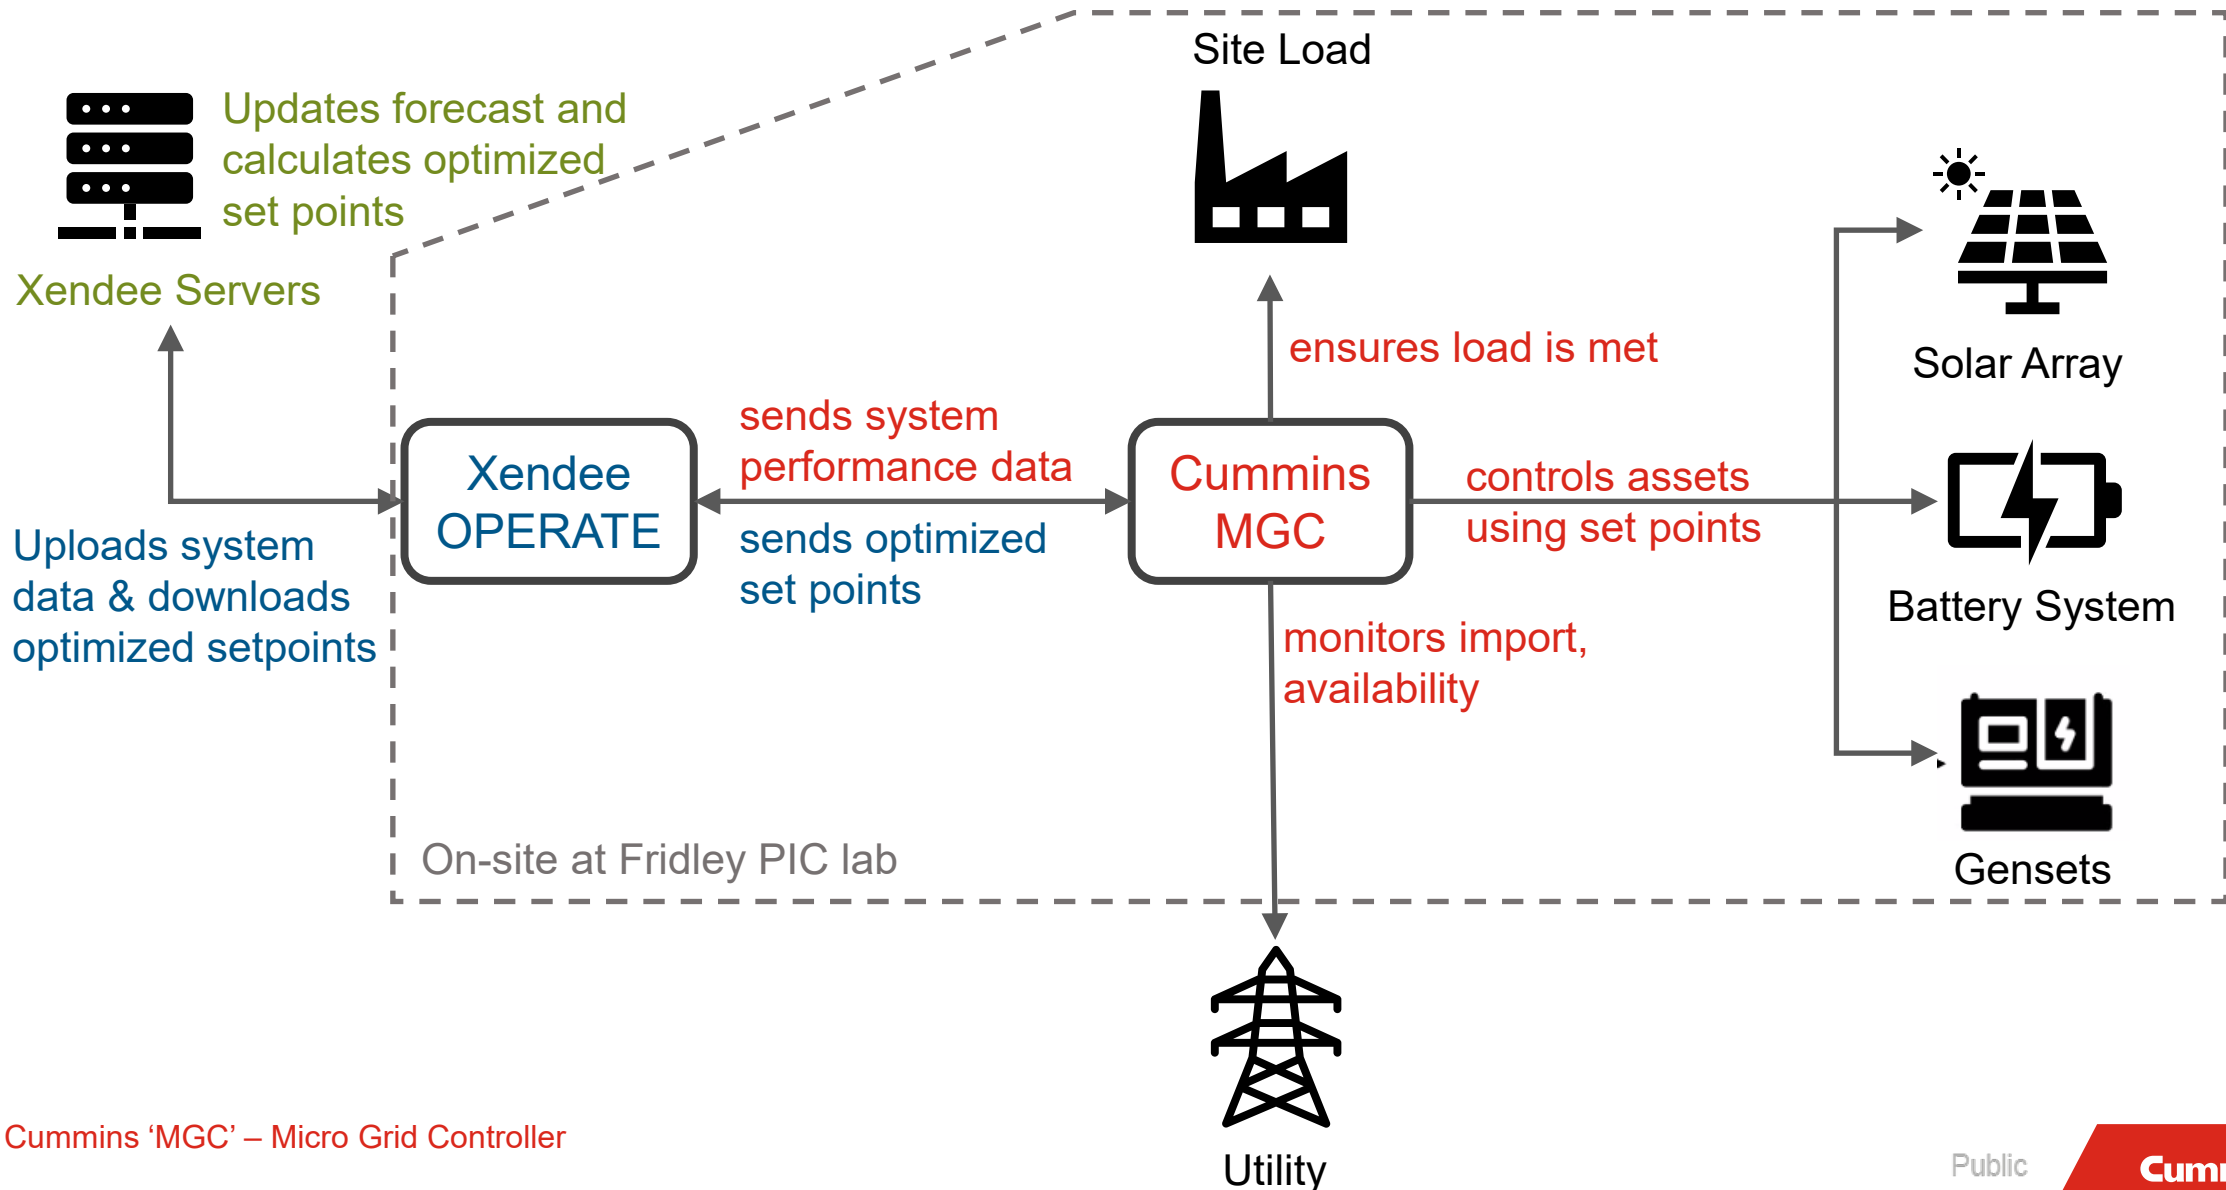 Site Load
Updates forecast and
calculates optimized
set points
Xendee Servers
ensures load is met
Solar Array
sends system
performance data
Xendee
OPERATE
Cummins
MGC
controls assets
using set points
sends optimized
set points
Uploads system
data & downloads
optimized setpoints
Battery System
monitors import,
availability
On-site at Fridley PIC lab
Gensets
Cummins ‘MGC’ – Micro Grid Controller
Utility
Public